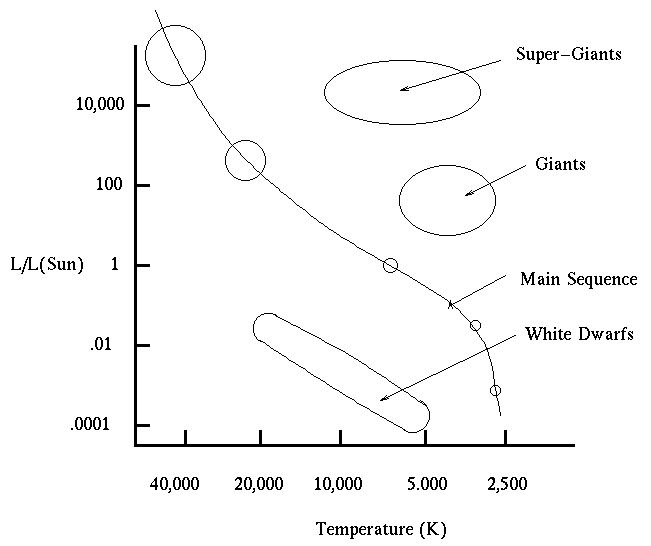 Super-Giants
10,000
100
Giants
L/L(Sun)
1
Main Sequence
White Dwarfs
.01
.0001
40,000 20,000 10,000 5.000 2,500
Temperature (K)